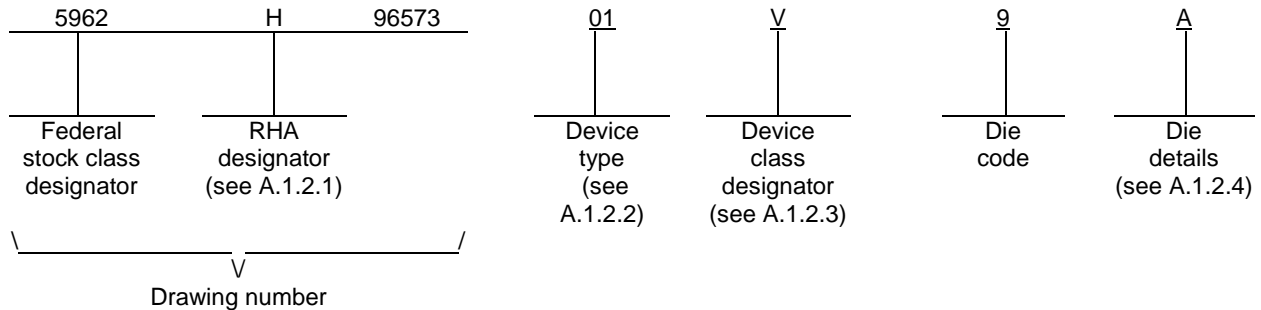 5962 H 96573 01 V 9 A
Federal stock class designator
RHA designator (see A.1.2.1)
Device type (see A.1.2.2)
Device class designator (see A.1.2.3)
Die code
Die details (see A.1.2.4)
\ /
\/
Drawing number